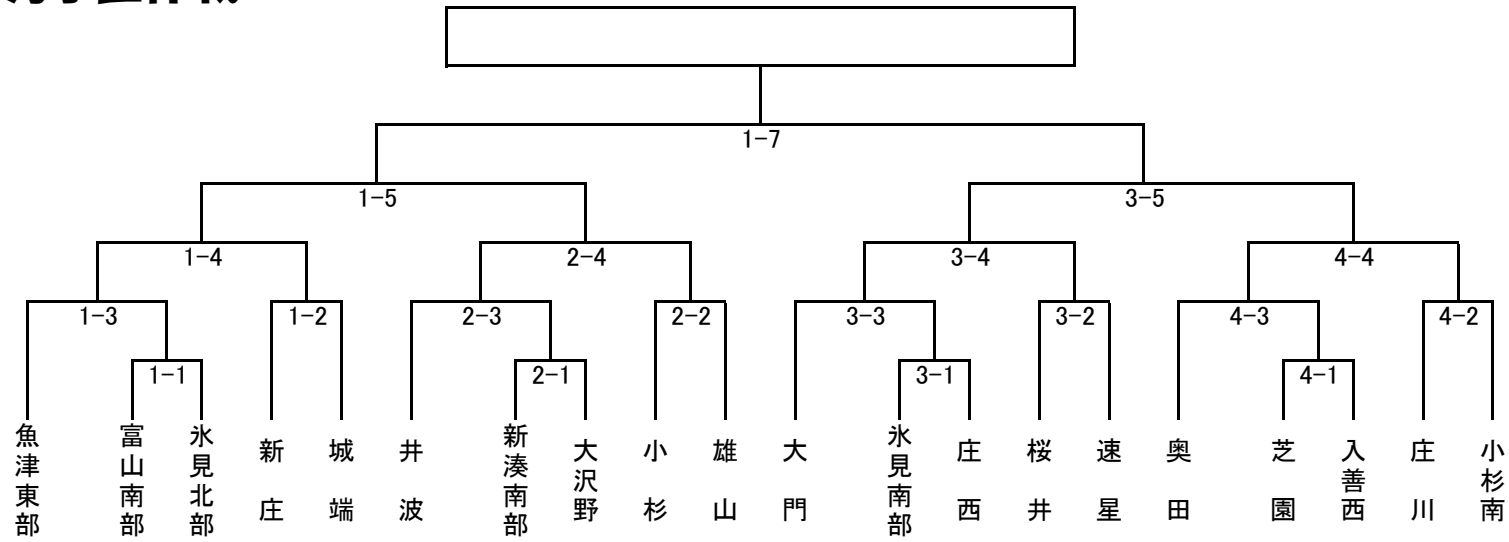 1-7
1-5
3-5
1-4
2-4
3-4
4-4
1-3
1-2
2-3
2-2
3-3
3-2
4-3
4-2
1-1
2-1
3-1
4-1
魚津東部
富山南部
氷見北部
新庄
城端
井波
新湊南部
大沢野
小杉
雄山
大門
氷見南部
庄西
桜井
速星
奥田
芝園
入善西
庄川
小杉南